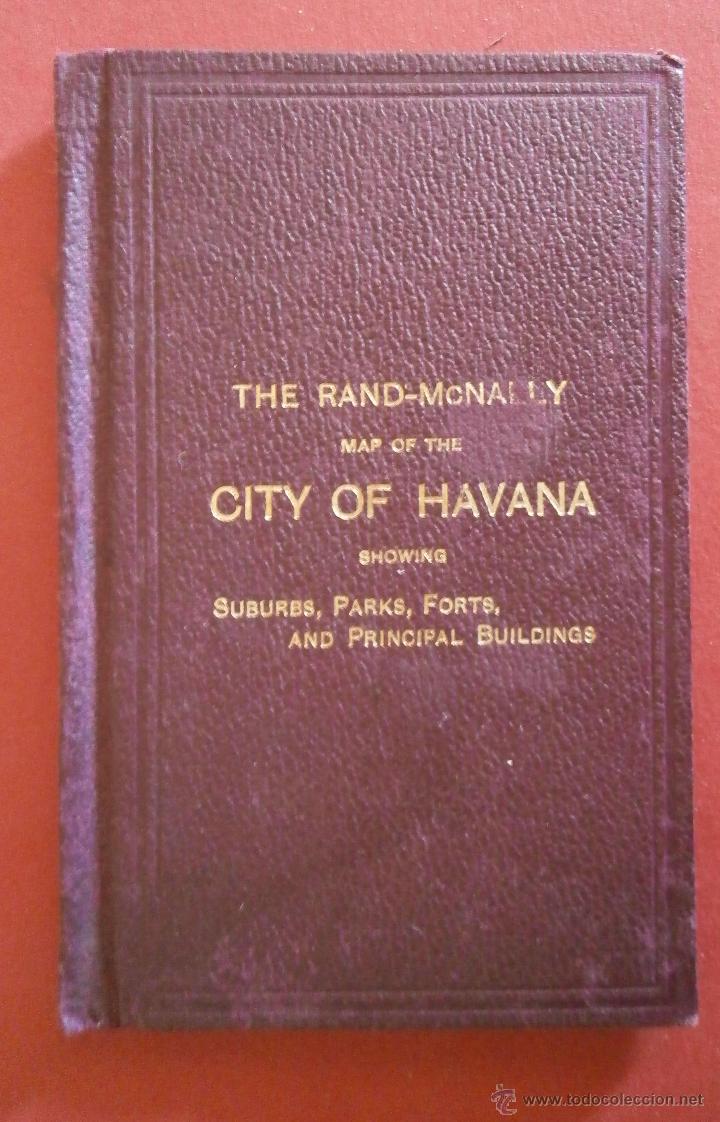 THE RAND-McNALLY
MAP OF THE
CITY OF HAVANA
SHOWING
SUBURBS, PARKS, FORTS,
AND PRINCIPAL BUILDINGS
www.todocoleccion.net